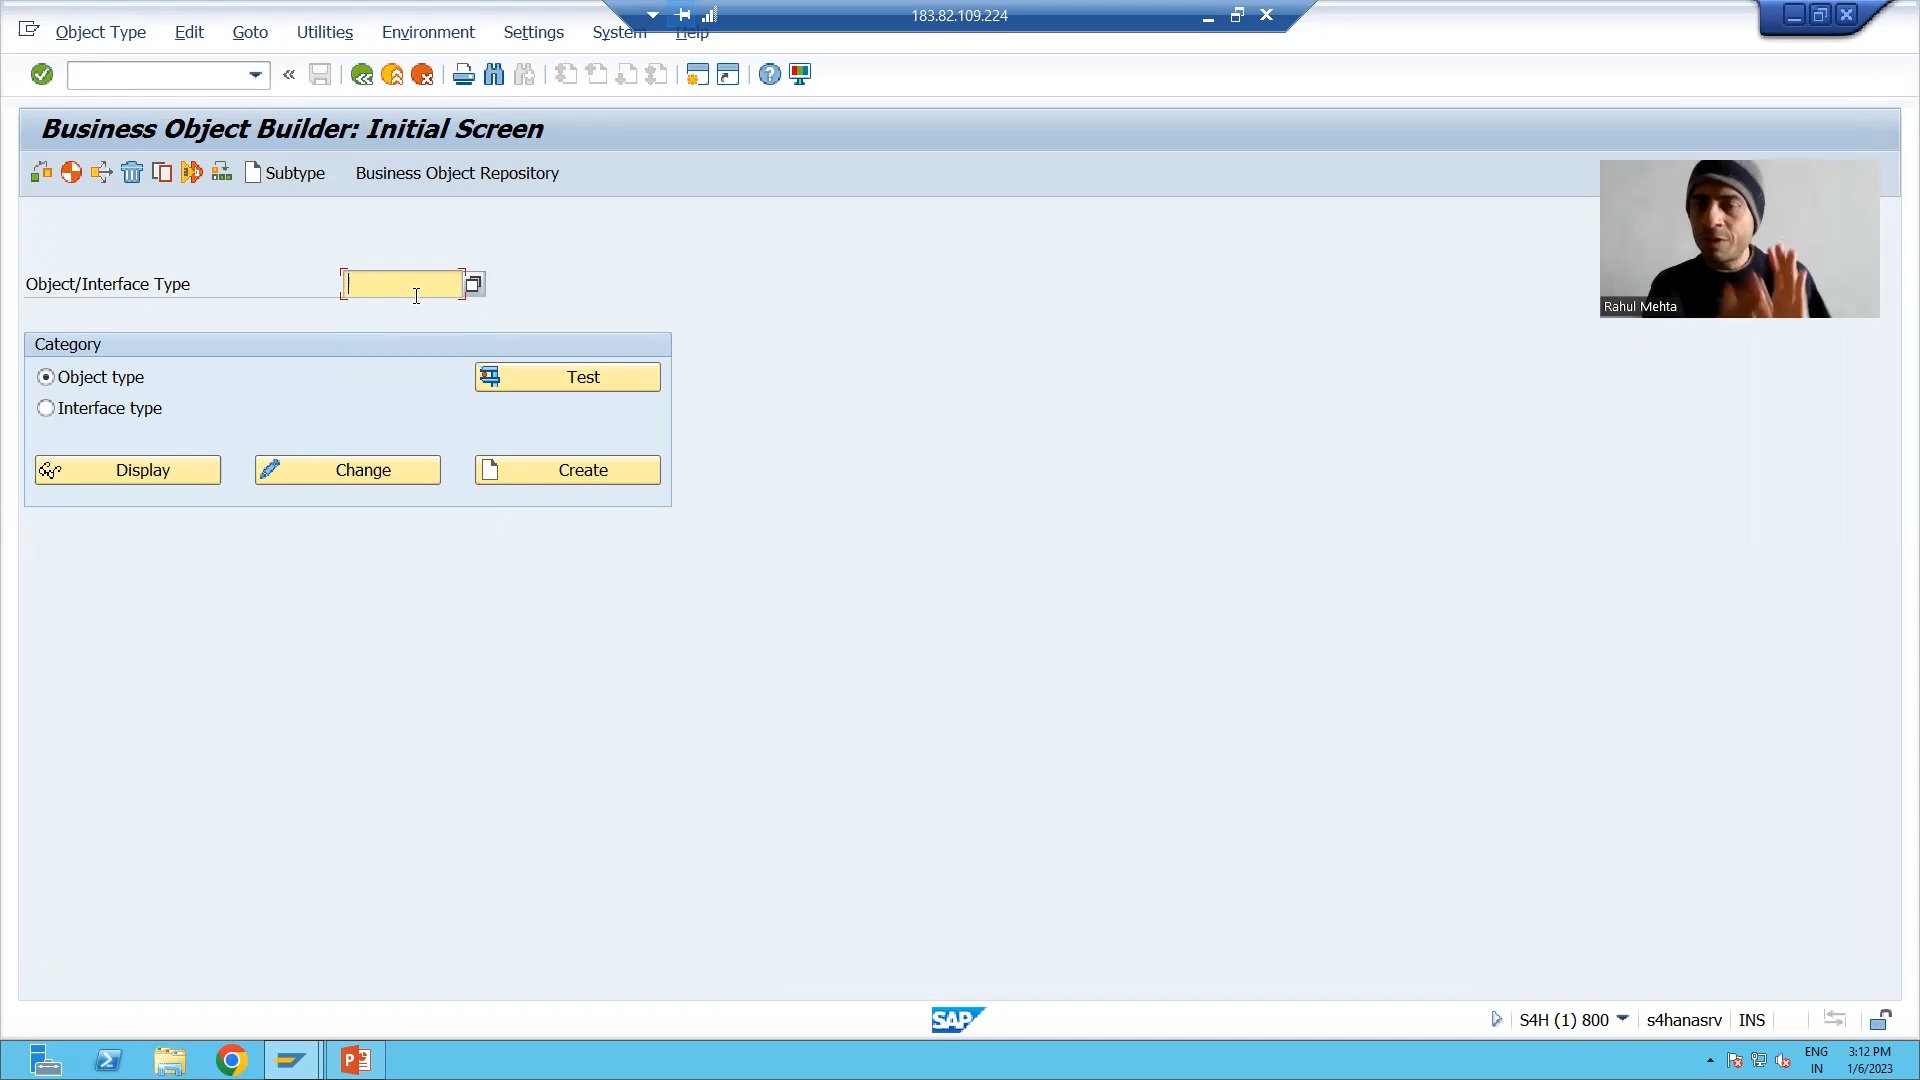 183.82.109.224
Object Type Edit Goto Utilities Environment Settings System Help
Business Object Builder: Initial Screen
Subtype Business Object Repository
Object/Interface Type
Rahul Mehta
Category
Object type Test
Interface type
Display Change Create
SAP S4H (1) 800 s4hanasrv INS
ENG 3:12 PM
IN 1/6/2023